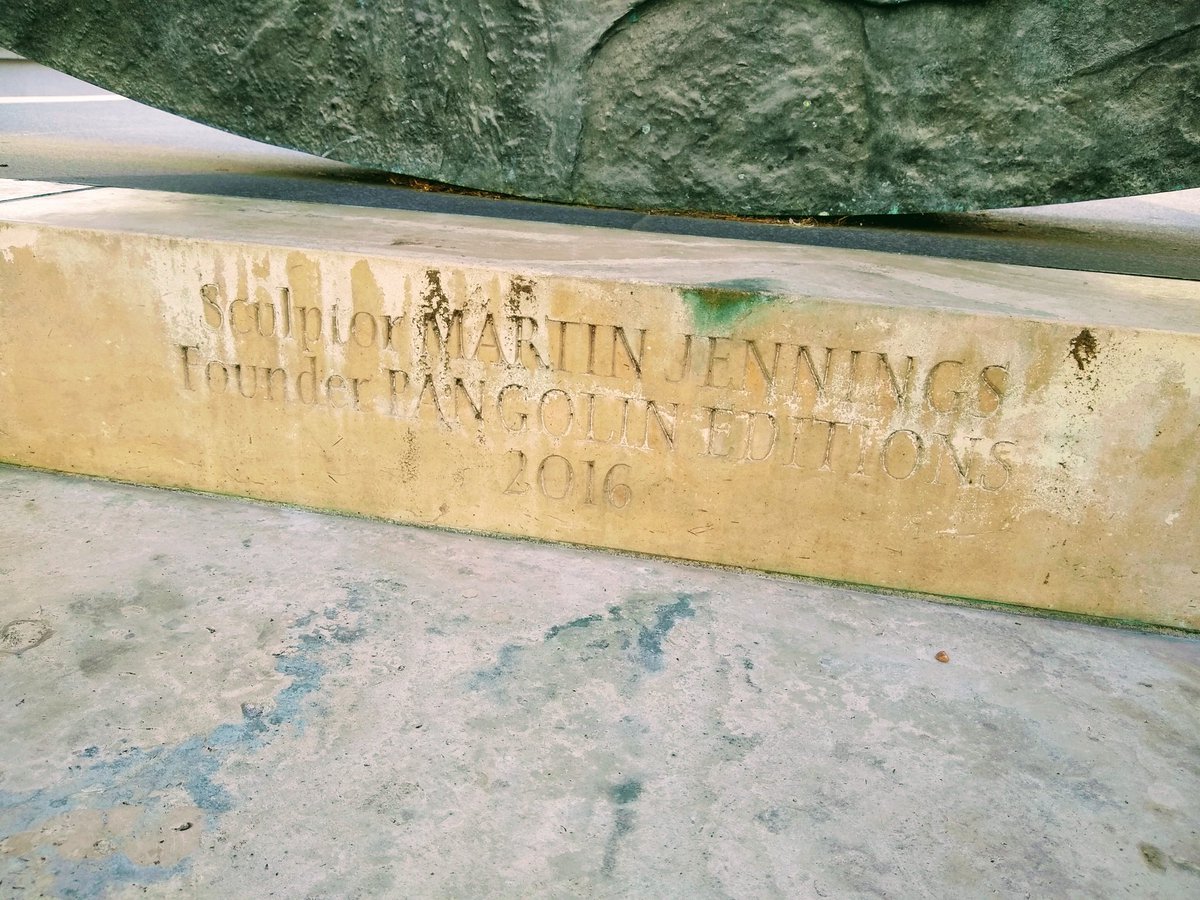 Sculptor MARTIN JENNINGS
Founder PANGOLIN EDITIONS
2016